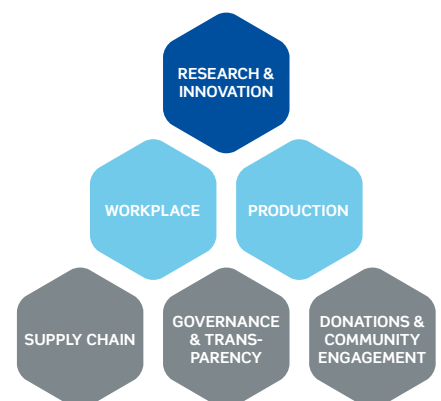 RESEARCH &
INNOVATION
WORKPLACE
PRODUCTION
SUPPLY CHAIN
GOVERNANCE
& TRANS-
PARENCY
DONATIONS &
COMMUNITY
ENGAGEMENT